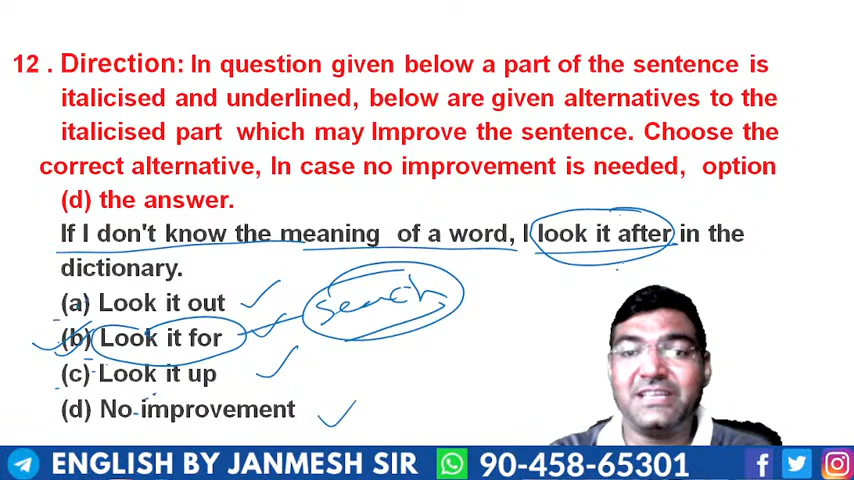 12 . Direction: In question given below a part of the sentence is
italicised and underlined, below are given alternatives to the
italicised part which may Improve the sentence. Choose the
correct alternative, In case no improvement is needed, option
(d) the answer.
If I don't know the meaning of a word, I look it after in the
dictionary.
(a) Look it out
search
(b) Look it for
(c) Look it up
(d) No improvement
ENGLISH BY JANMESH SIR 90-458-65301